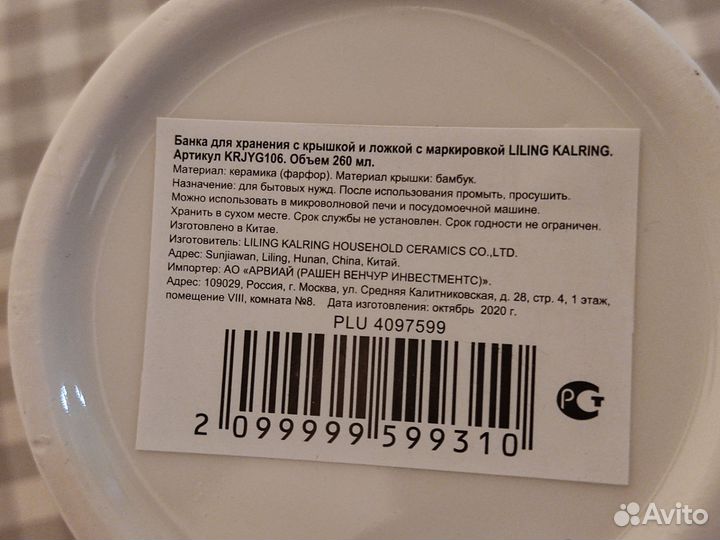 Банка для хранения с крышкой и ложкой с маркировкой LILING KALRING.
Артикул KRJYG106. Объем 260 мл.
Материал: керамика (фарфор). Материал крышки: бамбук.
Назначение: для бытовых нужд. После использования промыть, просушить.
Можно использовать в микроволновой печи и посудомоечной машине.
Хранить в сухом месте. Срок службы не установлен. Срок годности не ограничен.
Изготовлено в Китае.
Изготовитель: LILING KALRING HOUSEHOLD CERAMICS CO.,LTD.
Адрес: Sunjiawan, Liling, Hunan, China, Китай.
Импортер: АО «АРВИАЙ (РАШЕН ВЕНЧУР ИНВЕСТМЕНТС)».
Адрес: 109029, Россия, г. Москва, ул. Средняя Калитниковская, д. 28, стр. 4, 1 этаж,
помещение VIII, комната №8. Дата изготовления: октябрь 2020 г.
PLU 4097599
2 099999 599310
РСТ
Avito